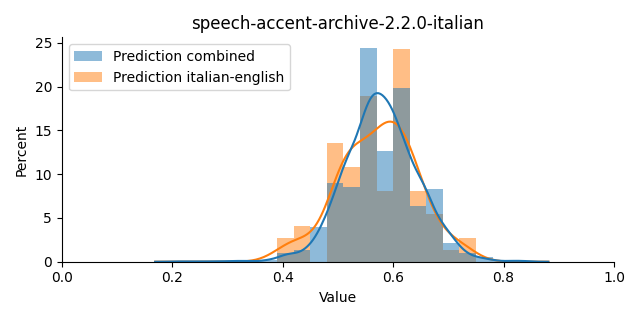 speech-accent-archive-2.2.0-italian
25
20
15
10
5
0
Percent
Prediction combined
Prediction italian-english
0.0 0.2 0.4 0.6 0.8 1.0
Value